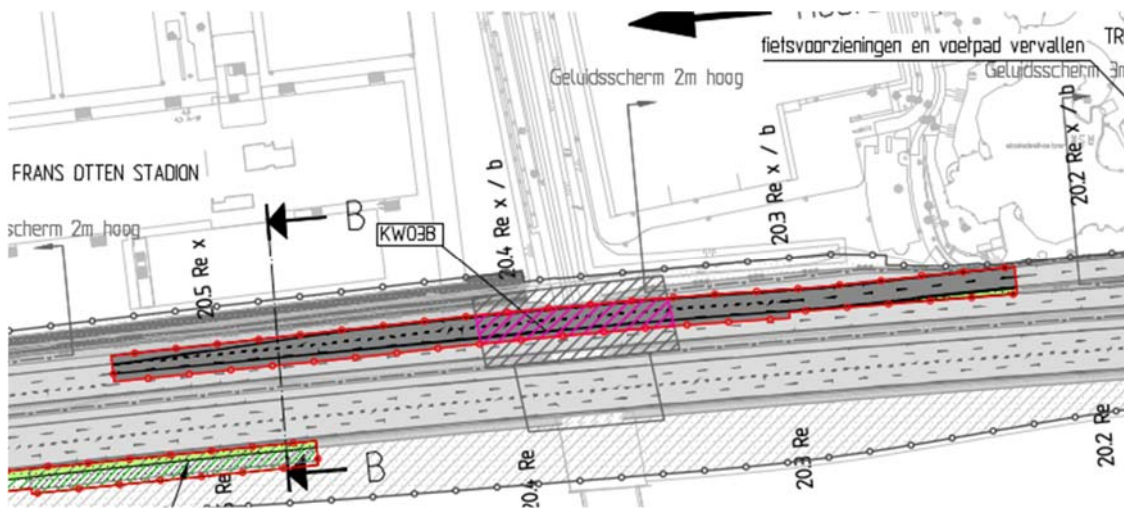 fietsvoorzieningen en voetpad vervallen
Geluidsscherm 2m hoog
Geluidsscherm 3m
20.2 Re x / b
FRANS OTTEN STADION
20.4 Re x / b
20.3 Re x / b
B
KW03B
scherm 2m hoog
20.5 Re x
B
20.4 Re
20.3 Re
20.2 Re
Re